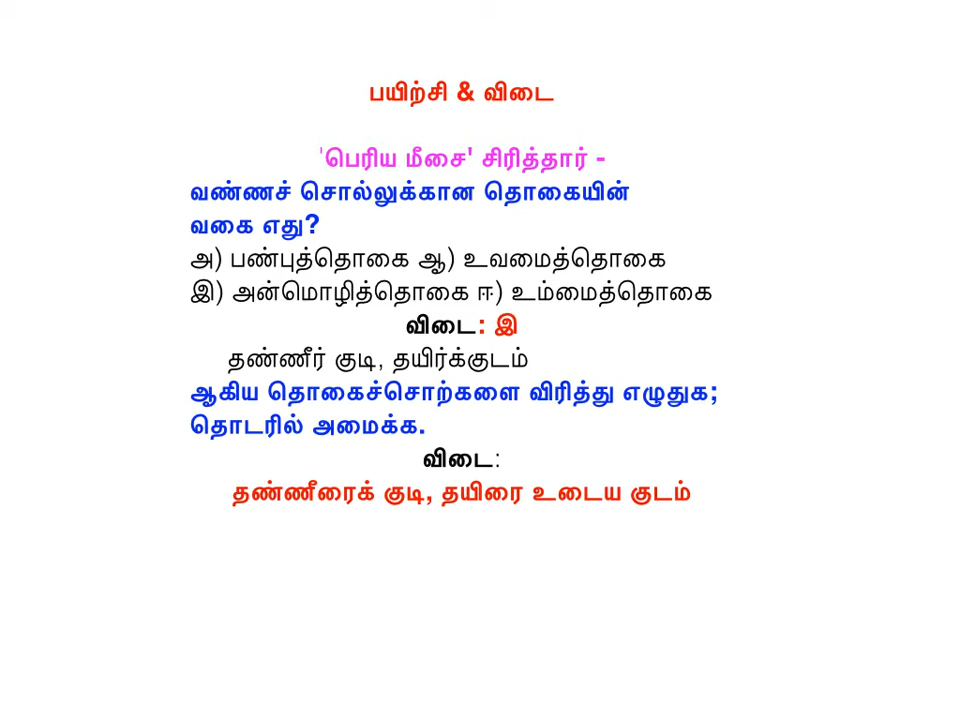 பயிற்சி & விடை
'பெரிய மீசை' சிரித்தார் -
வண்ணச் சொல்லுக்கான தொகையின்
வகை எது?
அ) பண்புத்தொகை ஆ) உவமைத்தொகை
இ) அன்மொழித்தொகை ஈ) உம்மைத்தொகை
விடை: இ
தண்ணீர் குடி, தயிர்க்குடம்
ஆகிய தொகைச்சொற்களை விரித்து எழுதுக;
தொடரில் அமைக்க.
விடை:
தண்ணீரைக் குடி, தயிரை உடைய குடம்